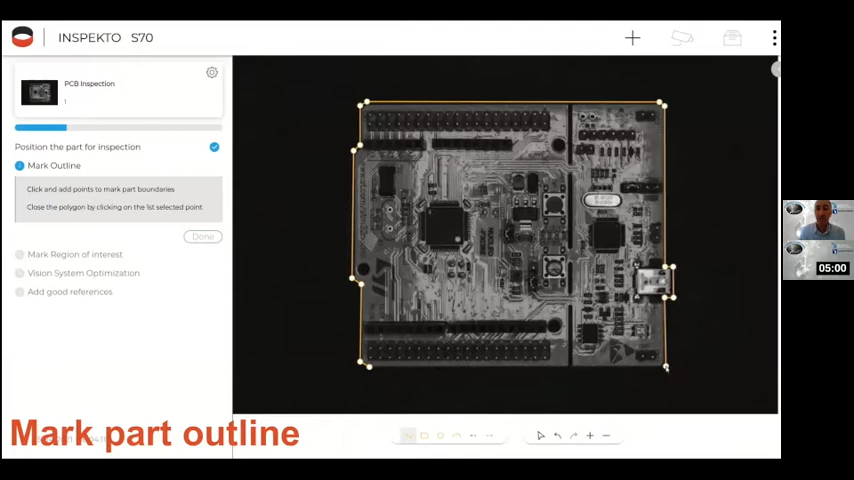 INSPEKTO S70
PCB Inspection
1
Position the part for inspection
Mark Outline
Click and add points to mark part boundaries
Close the polygon by clicking on the 1st selected point
Done
Mark Region of interest
Vision System Optimization
Add good references
Mark part outline
05:00